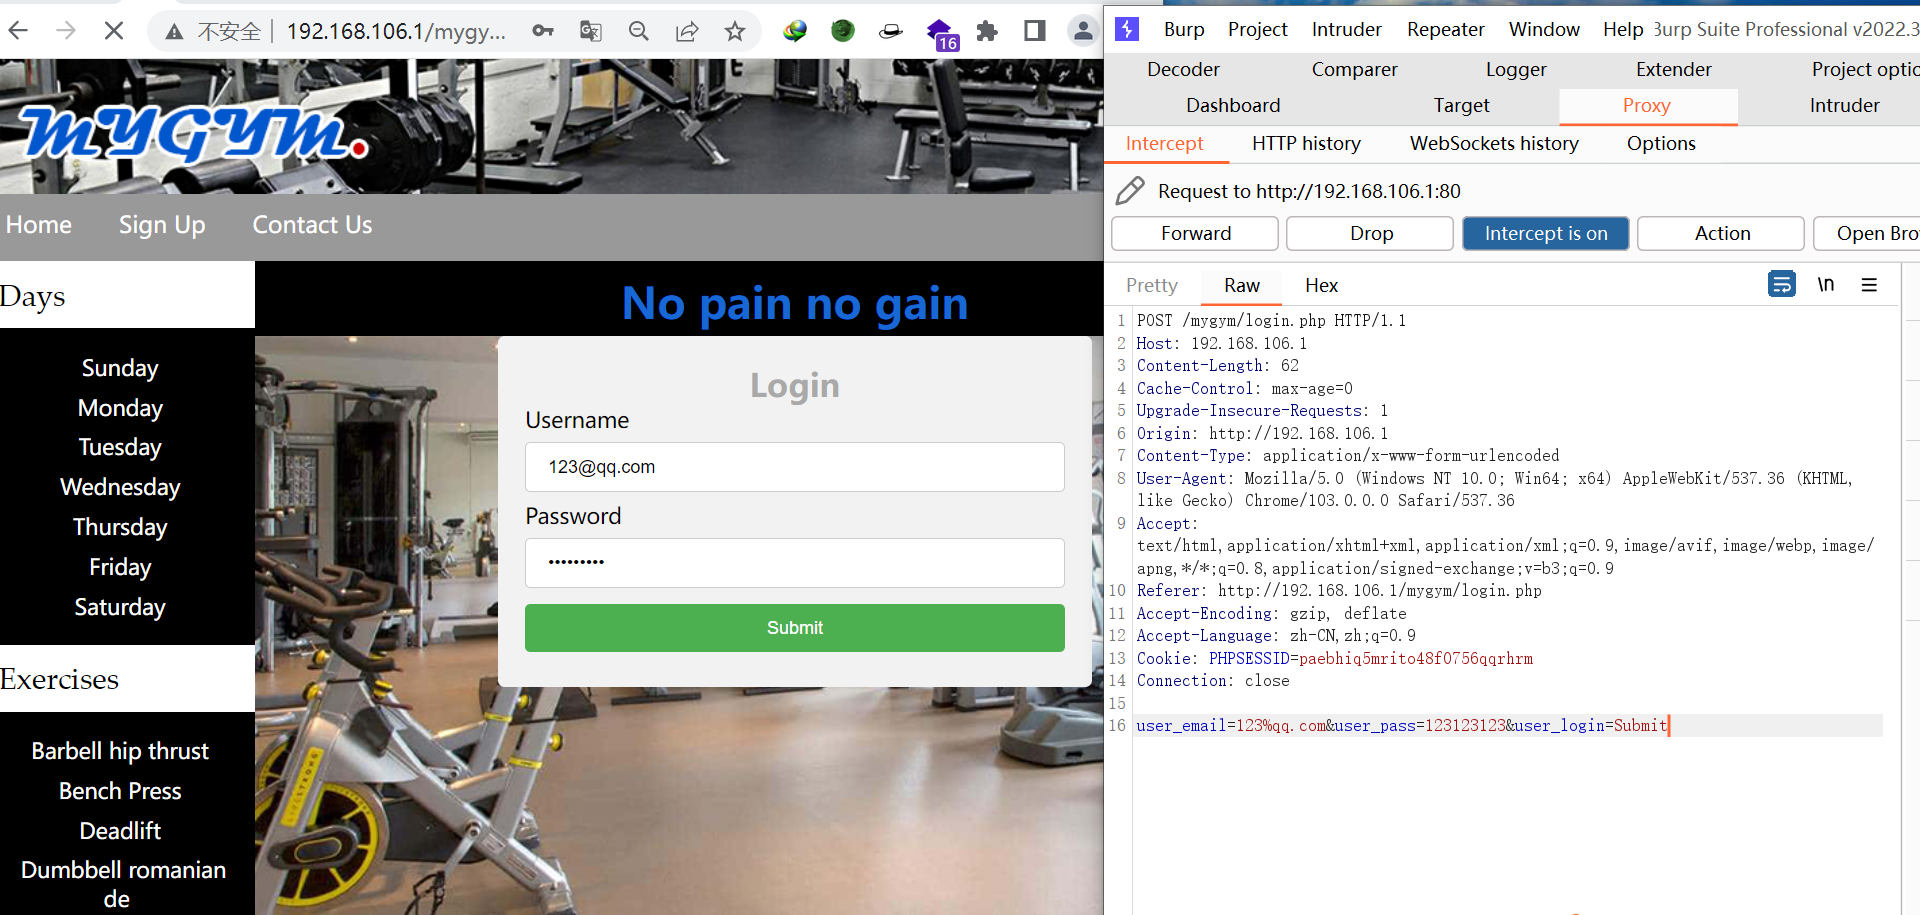 不安全 192.168.106.1/mygy...
16
MYGYM.
Home Sign Up Contact Us
Days
Sunday
Monday
Tuesday
Wednesday
Thursday
Friday
Saturday
Exercises
Barbell hip thrust
Bench Press
Deadlift
Dumbbell romanian
de
No pain no gain
Login
Username
123@qq.com
Password
•••••••••
Submit
Burp Project Intruder Repeater Window Help Burp Suite Professional v2022.3
Decoder Comparer Logger Extender Project optio
Dashboard Target Proxy Intruder
Intercept HTTP history WebSockets history Options
Request to http://192.168.106.1:80
Forward Drop Intercept is on Action Open Bro
Pretty Raw Hex \n
1 POST /mygym/login.php HTTP/1.1
2 Host: 192.168.106.1
3 Content-Length: 62
4 Cache-Control: max-age=0
5 Upgrade-Insecure-Requests: 1
6 Origin: http://192.168.106.1
7 Content-Type: application/x-www-form-urlencoded
8 User-Agent: Mozilla/5.0 (Windows NT 10.0; Win64; x64) AppleWebKit/537.36 (KHTML,
like Gecko) Chrome/103.0.0.0 Safari/537.36
9 Accept:
text/html,application/xhtml+xml,application/xml;q=0.9,image/avif,image/webp,image/
apng,*/*;q=0.8,application/signed-exchange;v=b3;q=0.9
10 Referer: http://192.168.106.1/mygym/login.php
11 Accept-Encoding: gzip, deflate
12 Accept-Language: zh-CN,zh;q=0.9
13 Cookie: PHPSESSID=paebhiq5mrito48f0756qqrhrm
14 Connection: close
15
16 user_email=123%qq.com&user_pass=123123123&user_login=Submit